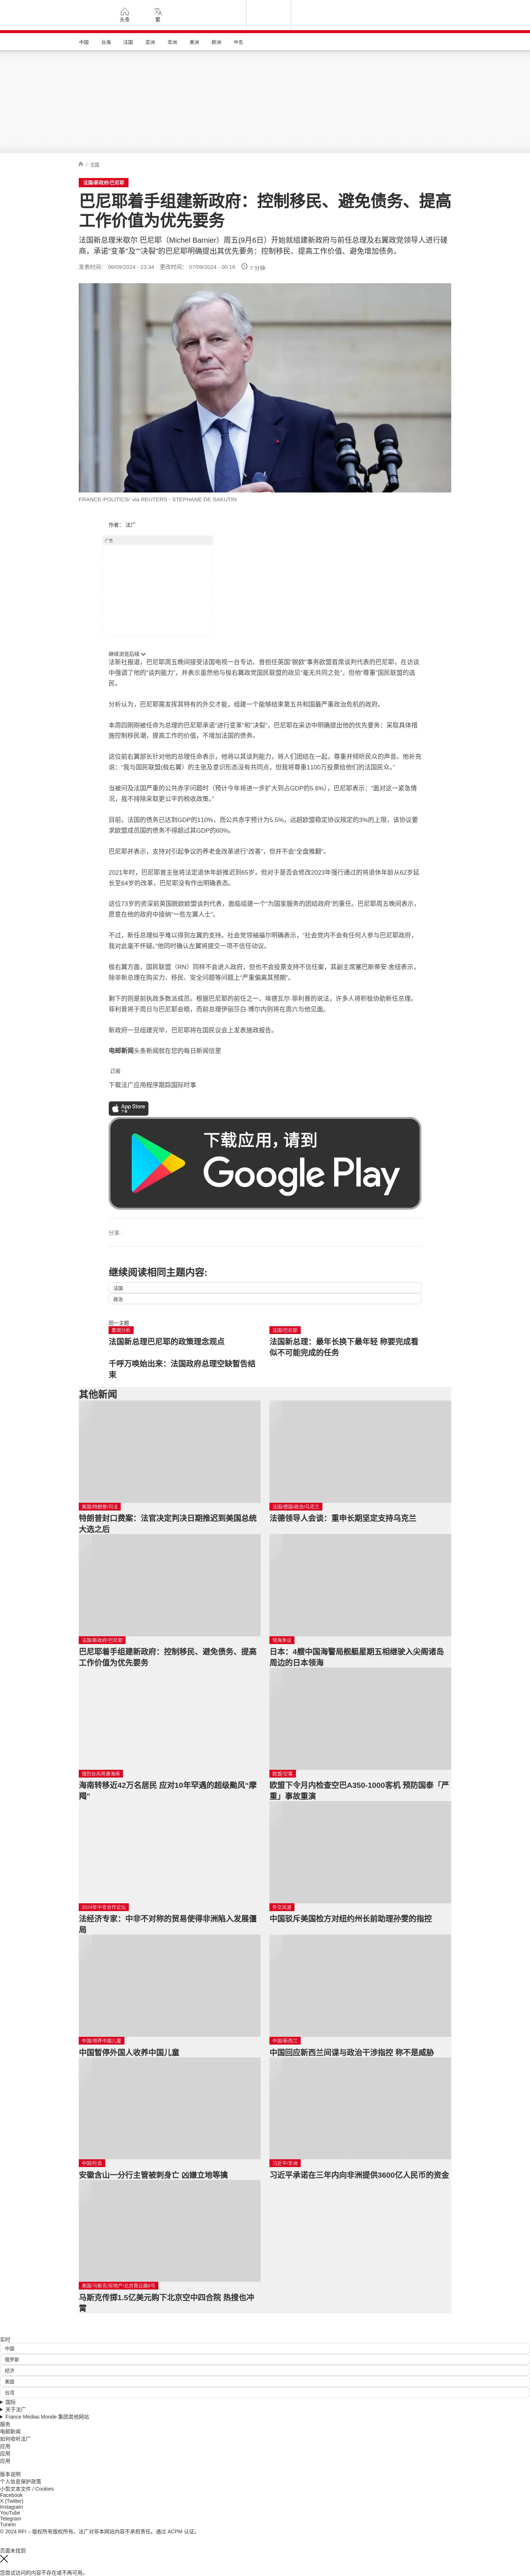 头条
繁
中国
台海
法国
亚洲
非洲
美洲
欧洲
中东
/ 法国
法国/新政府/巴尼耶
巴尼耶着手组建新政府：控制移民、避免债务、提高
工作价值为优先要务
法国新总理米歇尔 巴尼耶（Michel Barnier）周五(9月6日）开始就组建新政府与前任总理及右翼政党领导人进行磋
商，承诺“变革”及“”决裂“的巴尼耶明确提出其优先要务：控制移民、提高工作价值、避免增加债务。
发表时间： 06/09/2024 - 23:34 更改时间： 07/09/2024 - 00:16 7 分钟
FRANCE-POLITICS/ via REUTERS - STEPHANE DE SAKUTIN
作者： 法广
广告
继续浏览后续
法新社报道，巴尼耶周五晚间接受法国电视一台专访。曾担任英国“脱欧”事务欧盟首席谈判代表的巴尼耶，在访谈
中强调了他的“谈判能力”，并表示虽然他与极右翼政党国民联盟的政见“毫无共同之处”，但他“尊重”国民联盟的选
民。
分析认为，巴尼耶需发挥其特有的外交才能，组建一个能够结束第五共和国最严重政治危机的政府。
本周四刚刚被任命为总理的巴尼耶承诺“进行变革”和“决裂”，巴尼耶在采访中明确提出他的优先要务：采取具体措
施控制移民潮，提高工作的价值，不增加法国的债务。
这位前右翼部长针对他的总理任命表示，他将以其谈判能力，将人们团结在一起，尊重并倾听民众的声音。他补充
说：“我与国民联盟(极右翼）的主张及意识形态没有共同点，但我将尊重1100万投票给他们的法国民众。”
当被问及法国严重的公共赤字问题时（预计今年将进一步扩大到占GDP的5.6%)，巴尼耶表示：“面对这一紧急情
况，我不排除采取更公平的税收政策。”
目前，法国的债务已达到GDP的110%，而公共赤字预计为5.5%，远超欧盟稳定协议规定的3%的上限，该协议要
求欧盟成员国的债务不得超过其GDP的60%。
巴尼耶并表示，支持对引起争议的养老金改革进行“改善”，但并不会“全盘推翻”。
2021年时，巴尼耶曾主张将法定退休年龄推迟到65岁，但对于是否会修改2023年强行通过的将退休年龄从62岁延
长至64岁的改革，巴尼耶没有作出明确表态。
这位73岁的资深前英国脱欧欧盟谈判代表，面临组建一个“为国家服务的团结政府”的重任。巴尼耶周五晚间表示，
愿意在他的政府中接纳“一些左翼人士”。
不过，新任总理似乎难以得到左翼的支持。社会党领袖福尔明确表示，“社会党内不会有任何人参与巴尼耶政府，
我对此毫不怀疑。”他同时确认左翼将提交一项不信任动议。
极右翼方面，国民联盟（RN）同样不会进入政府，但也不会投票支持不信任案，其副主席塞巴斯蒂安·舍纽表示，
除非新总理在购买力、移民、安全问题等问题上“严重偏离其预期”。
剩下的则是前执政多数派成员。根据巴尼耶的前任之一、埃德瓦尔·菲利普的说法，许多人将积极协助新任总理。
菲利普将于周日与巴尼耶会晤，而前总理伊丽莎白·博尔内则将在周六与他见面。
新政府一旦组建完毕，巴尼耶将在国民议会上发表施政报告。
电邮新闻头条新闻就在您的每日新闻信里
订阅
下载法广应用程序跟踪国际时事
App Store
下载应用，请到
Google Play
分享 :
继续阅读相同主题内容:
法国
政治
同一主题
要闻分析
法国新总理巴尼耶的政策理念观点
法国/巴尼耶
法国新总理：最年长换下最年轻 称要完成看
似不可能完成的任务
千呼万唤始出来：法国政府总理空缺暂告结
束
其他新闻
美国/特朗普/司法
特朗普封口费案：法官决定判决日期推迟到美国总统
大选之后
法国/德国/政治/乌克兰
法德领导人会谈：重申长期坚定支持乌克兰
法国/新政府/巴尼耶
巴尼耶着手组建新政府：控制移民、避免债务、提高
工作价值为优先要务
领海争议
日本：4艘中国海警局舰艇星期五相继驶入尖阁诸岛
周边的日本领海
强烈台风将袭海南
海南转移近42万名居民 应对10年罕遇的超级颱风“摩
羯”
欧盟/空客
欧盟下令月内检查空巴A350-1000客机 预防国泰「严
重」事故重演
2024年中非合作论坛
法经济专家：中非不对称的贸易使得非洲陷入发展僵
局
外交风波
中国驳斥美国检方对纽约州长前助理孙雯的指控
中国/领养中国儿童
中国暂停外国人收养中国儿童
中国/新西兰
中国回应新西兰间谍与政治干涉指控 称不是威胁
中国/社会
安徽含山一分行主管被刺身亡 凶嫌立地等擒
习近平/非洲
习近平承诺在三年内向非洲提供3600亿人民币的资金
美国/马斯克/房地产/北京霄云路8号
马斯克传掷1.5亿美元购下北京空中四合院 热搜也冲
霄
实时
中国
俄罗斯
经济
美国
台湾
国际
关于法广
France Médias Monde 集团其他网站
服务
电邮新闻
如何收听法广
应用
应用
应用
版本说明
个人信息保护政策
小型文本文件 / Cookies
Facebook
X (Twitter)
Instagram
YouTube
Telegram
TuneIn
© 2024 RFI – 版权所有版权所有。法广对非本网站内容不承担责任。通过 ACPM 认证。
页面未找到
您尝试访问的内容不存在或不再可用。